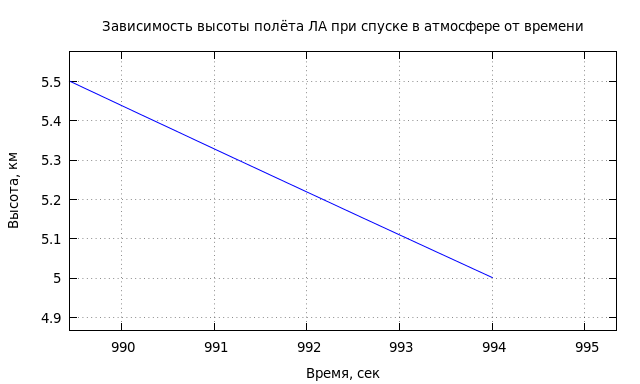 Зависимость высоты полёта ЛА при спуске в атмосфере от времени
5.5
5.4
5.3
5.2
5.1
5
4.9
Высота, км
990 991 992 993 994 995
Время, сек